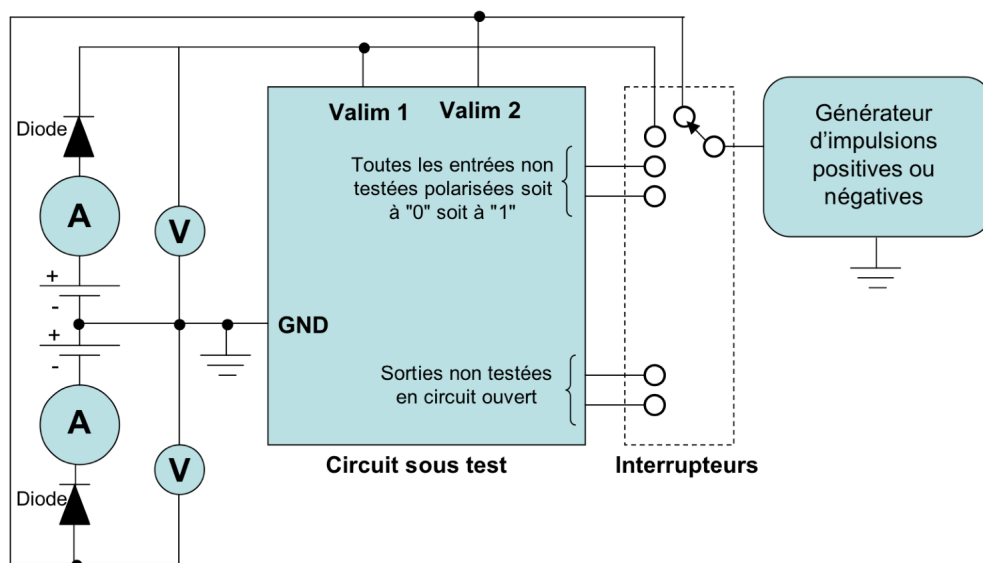 Diode
A
V
+
-
+
-
A
V
Diode
Valim 1
Valim 2
Toutes les entrées non
testées polarisées soit
à "0" soit à "1"
GND
Sorties non testées
en circuit ouvert
Circuit sous test
Interrupteurs
Générateur
d'impulsions
positives ou
négatives